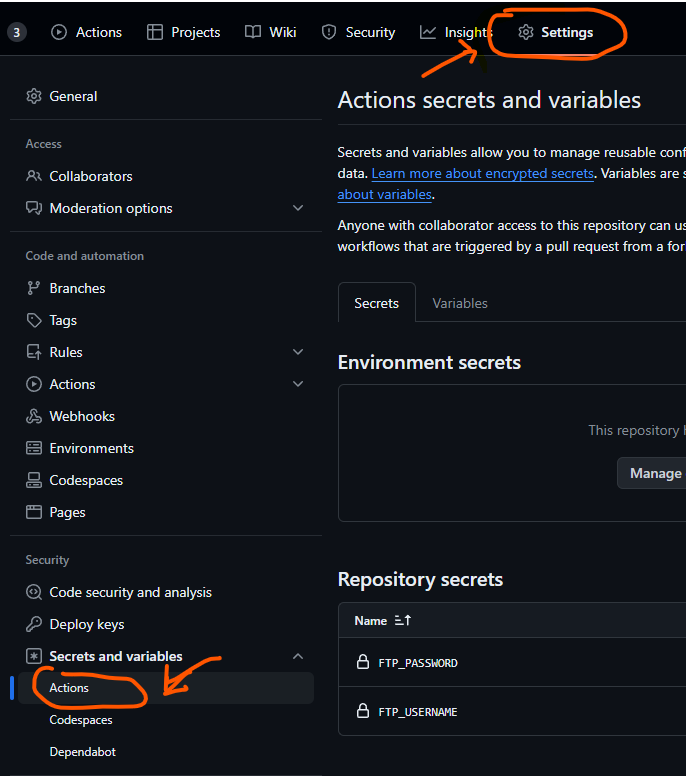 3 Actions Projects Wiki Security Insights Settings
General
Access
Collaborators
Moderation options
Code and automation
Branches
Tags
Rules
Actions
Webhooks
Environments
Codespaces
Pages
Security
Code security and analysis
Deploy keys
Secrets and variables
Actions
Codespaces
Dependabot
Actions secrets and variables
Secrets and variables allow you to manage reusable conf
data. Learn more about encrypted secrets. Variables are s
about variables.
Anyone with collaborator access to this repository can us
workflows that are triggered by a pull request from a for
Secrets Variables
Environment secrets
This repository h
Manage
Repository secrets
Name
FTP_PASSWORD
FTP_USERNAME